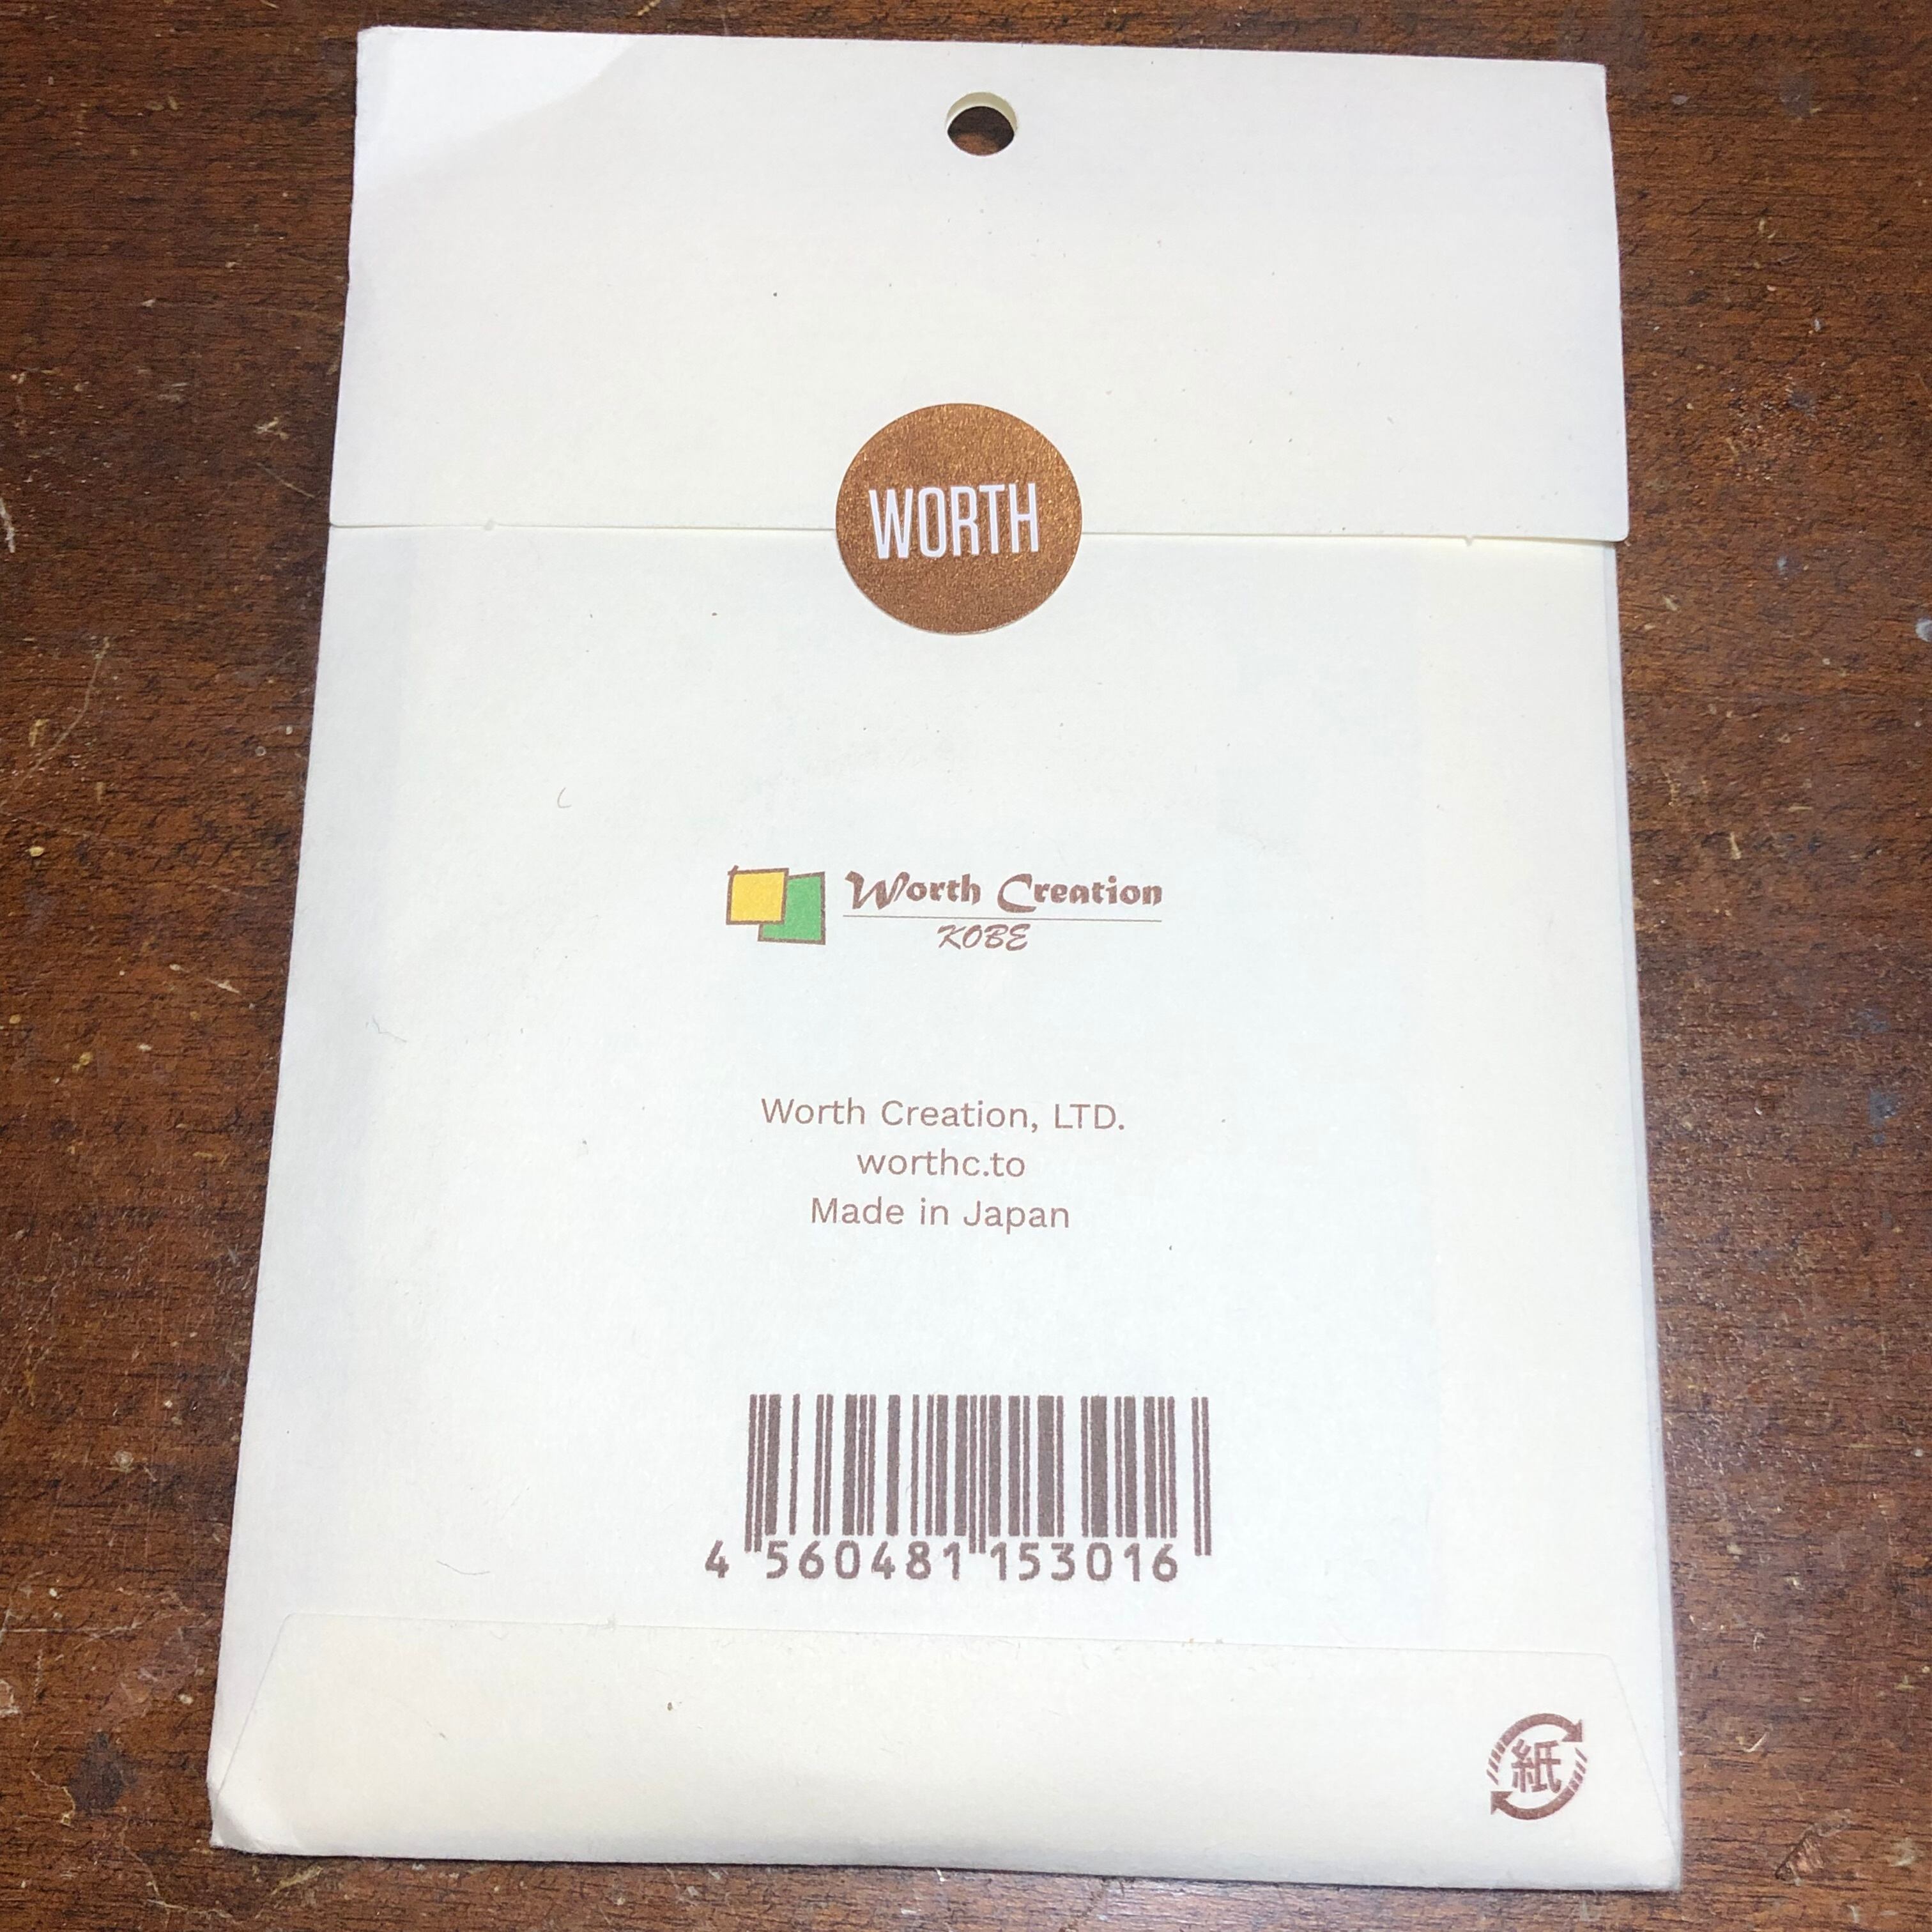 WORTH
Worth Creation
KOBE
Worth Creation, LTD.
worthc.to
Made in Japan
4 560481 153016
紙